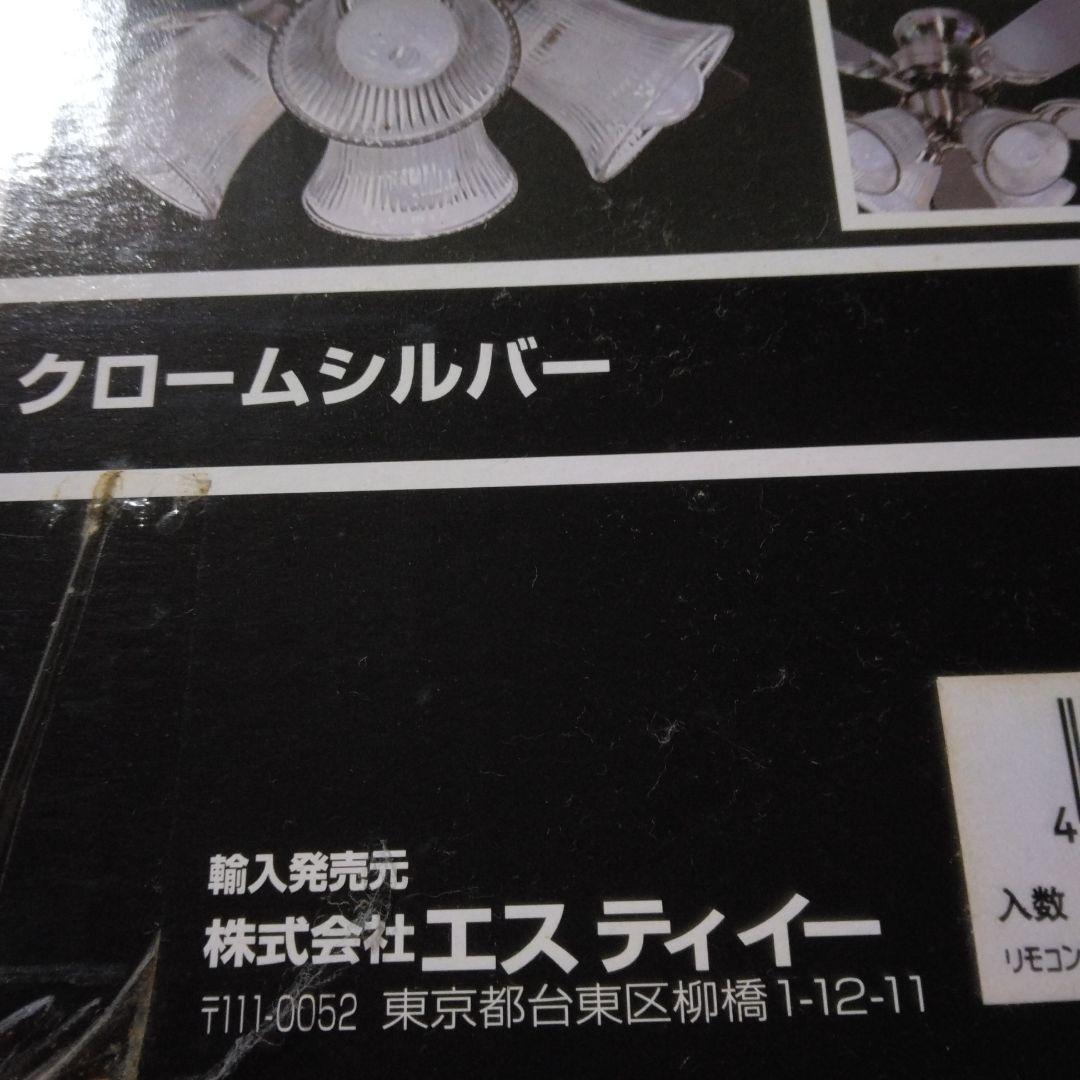 クロームシルバー
輸入発売元
株式会社エス ティイー
〒111-0052 東京都台東区柳橋1-12-11
4
入数
リモコン